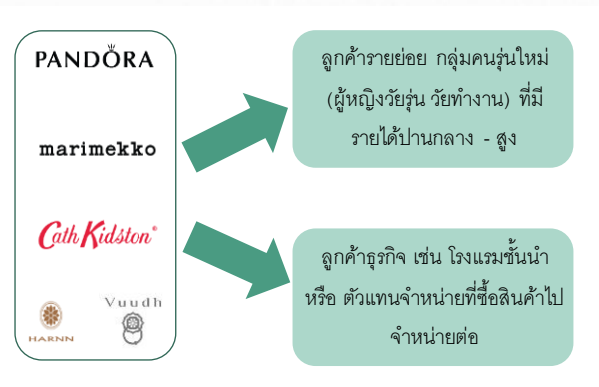 PANDORA
marimekko
Cath Kidston®
Vuudh
HARNN
ลูกค้ารายย่อย กลุ่มคนรุ่นใหม่
(ผู้หญิงวัยรุ่น วัยทำงาน) ที่มี
รายได้ปานกลาง - สูง
ลูกค้าธุรกิจ เช่น โรงแรมชั้นนำ
หรือ ตัวแทนจำหน่ายที่ซื้อสินค้าไป
จำหน่ายต่อ